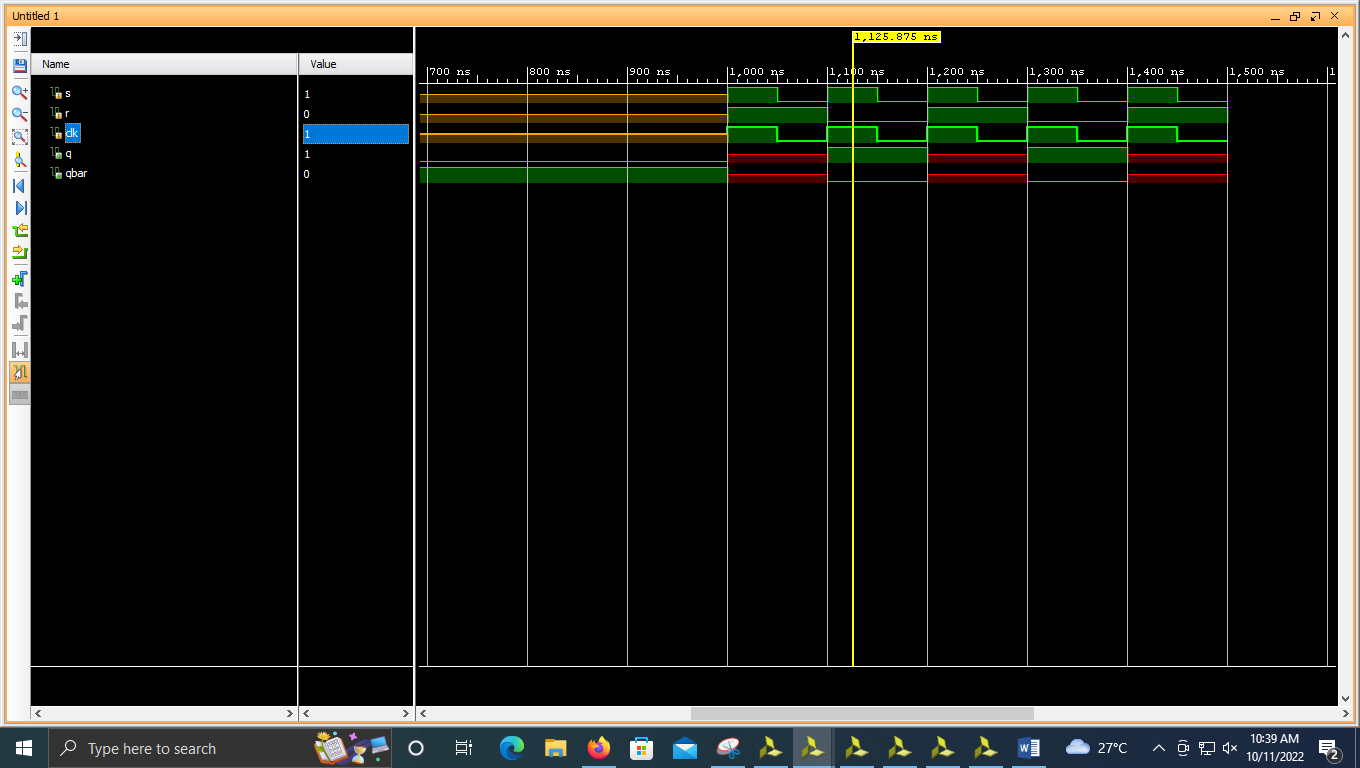 Untitled 1
1,125.875 ns
Name
Value
700 ns
800 ns
900 ns
1,000 ns
1,100 ns
1,200 ns
1,300 ns
1,400 ns
1,500 ns
1
s
1
r
0
clk
1
q
1
qbar
0
Type here to search
27°C
10:39 AM
10/11/2022
2